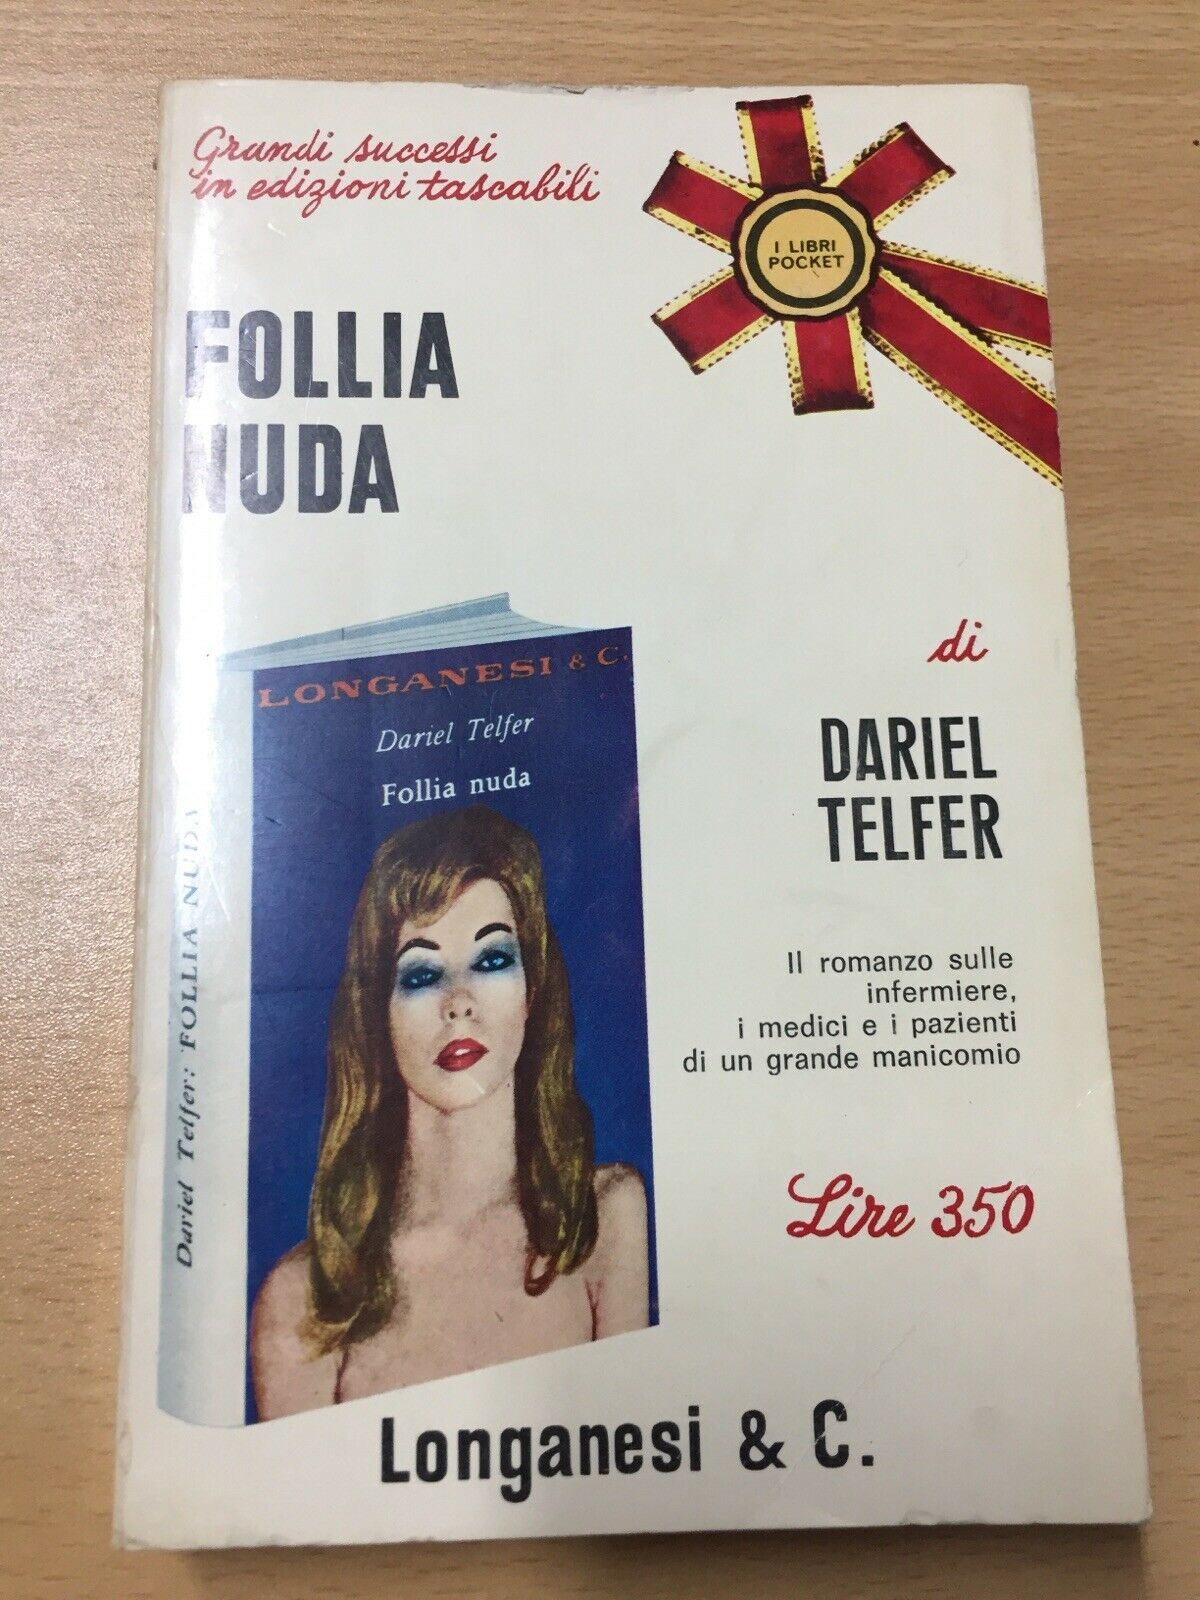 Grandi successi
in edizioni tascabili
I LIBRI
POCKET
FOLLIA
NUDA
di
DARIEL
TELFER
LONGANESI & C.
Dariel Telfer
Follia nuda
Dariel Telfer: FOLLIA NUDA
Il romanzo sulle
infermiere,
i medici e i pazienti
di un grande manicomio
Lire 350
Longanesi & C.